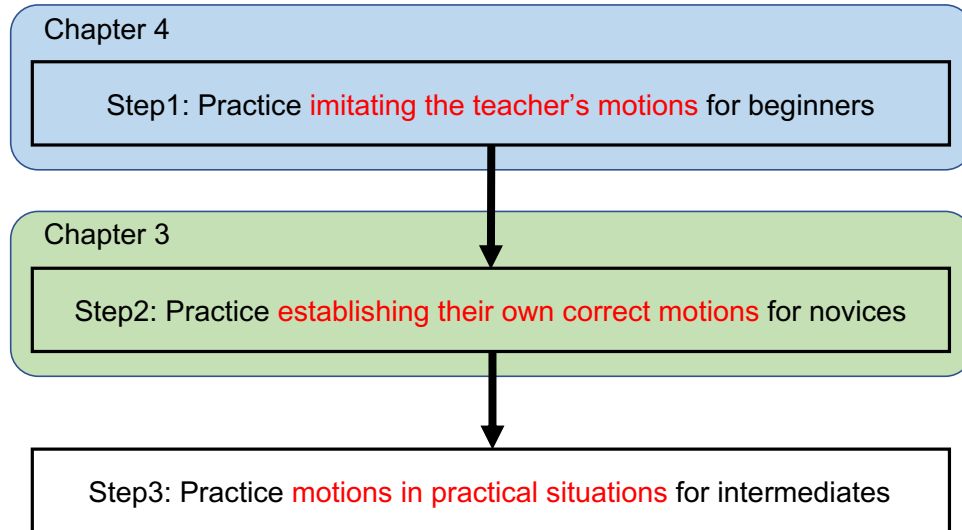 Chapter 4
Step1: Practice imitating the teacher’s motions for beginners
Chapter 3
Step2: Practice establishing their own correct motions for novices
Step3: Practice motions in practical situations for intermediates